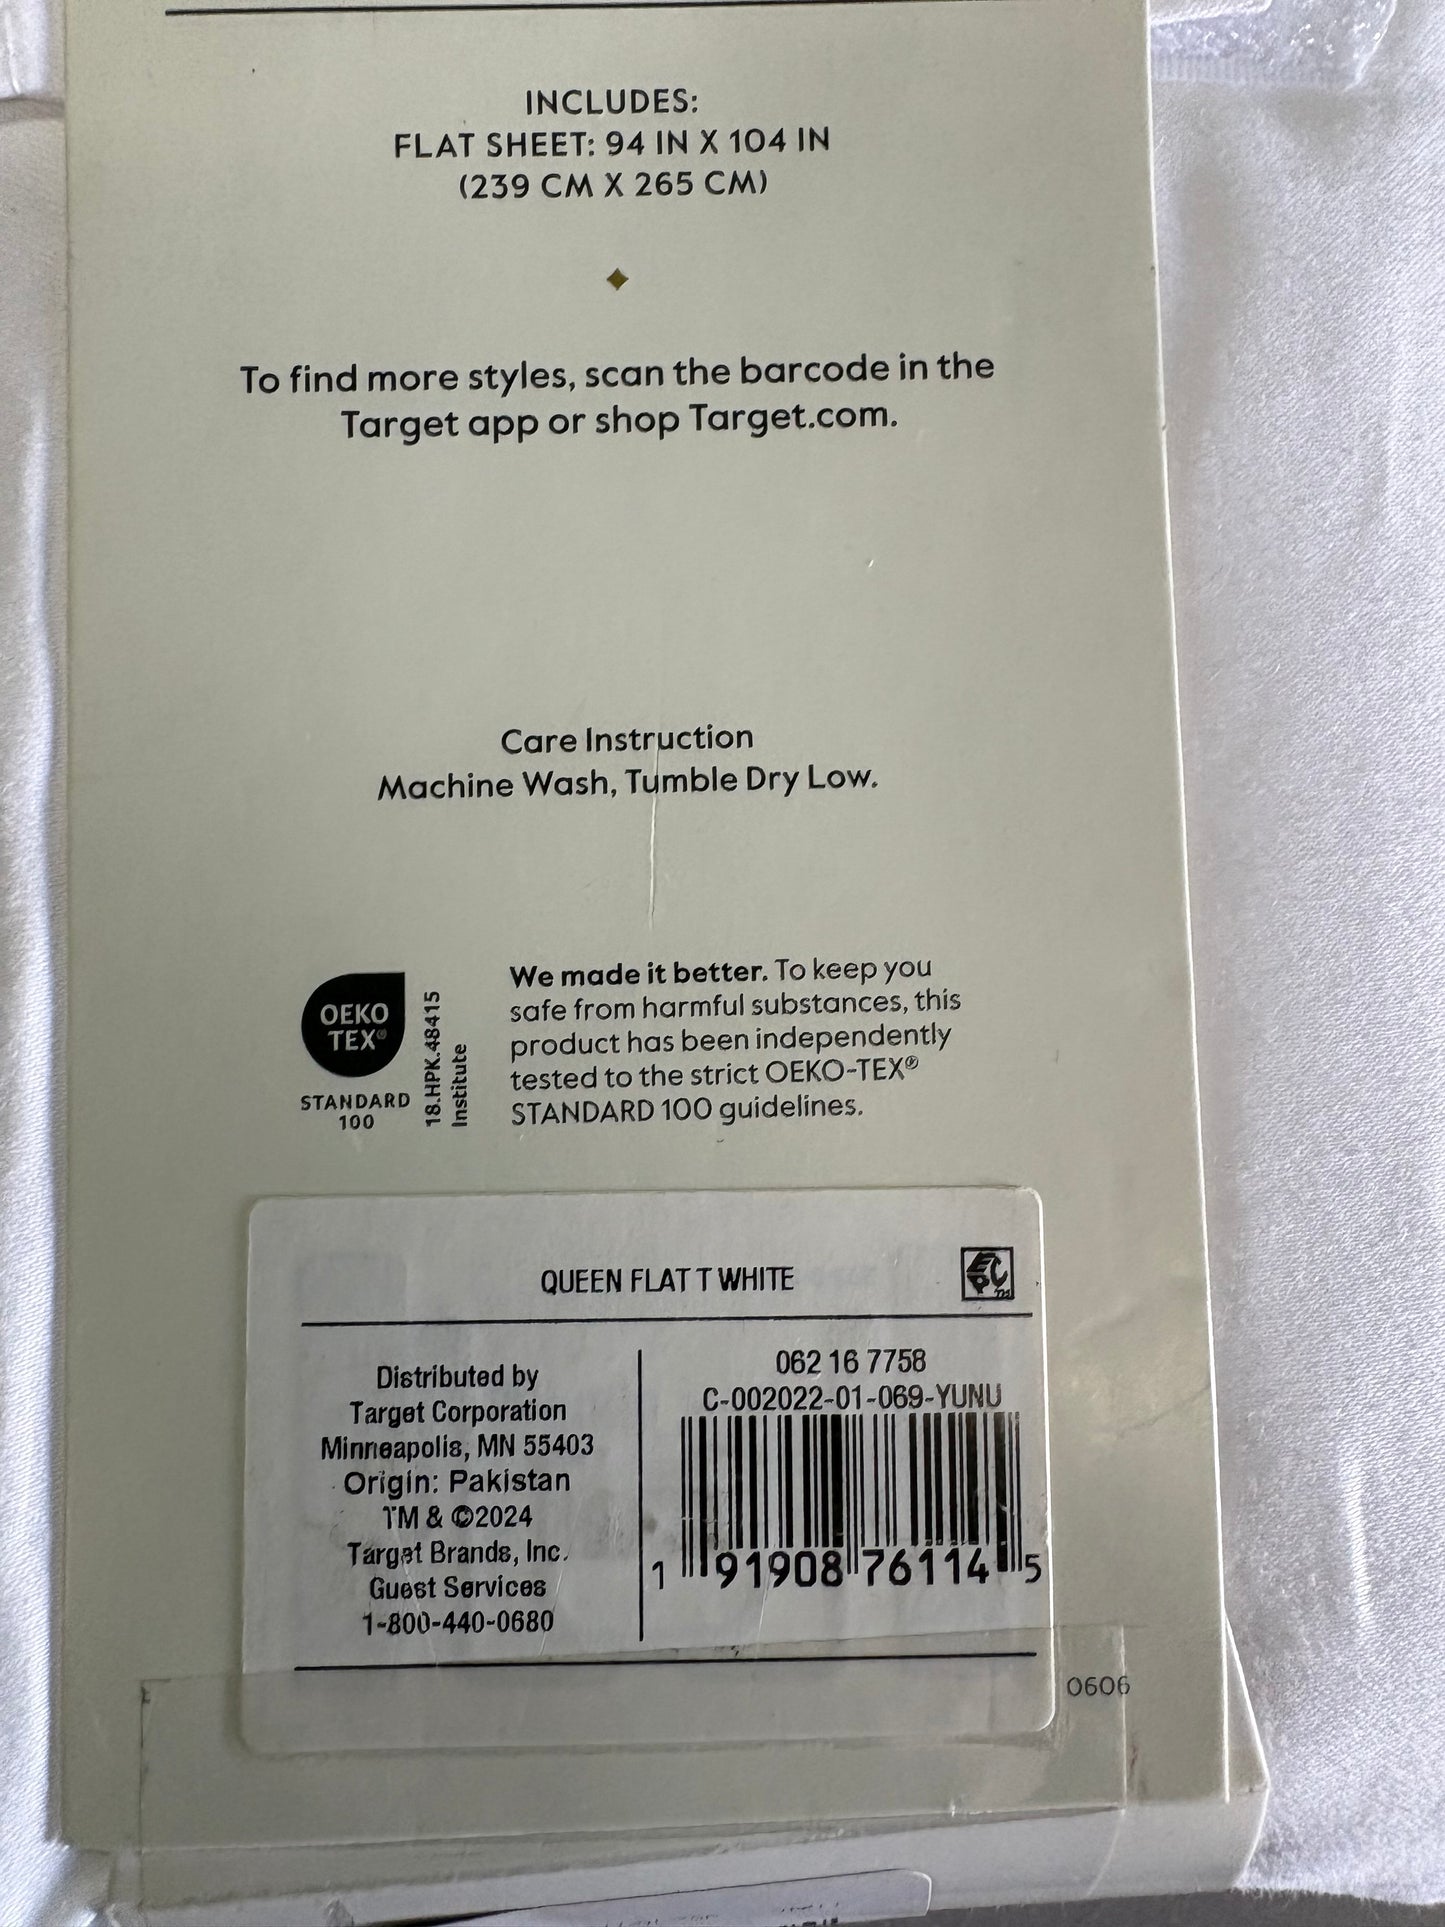 INCLUDES:
FLAT SHEET: 94 IN X 104 IN
(239 CM X 265 CM)
To find more styles, scan the barcode in the
Target app or shop Target.com.
Care Instruction
Machine Wash, Tumble Dry Low.
OEKO
TEX®
STANDARD
100
18.HPK.48415
Institute
We made it better. To keep you
safe from harmful substances, this
product has been independently
tested to the strict OEKO-TEX®
STANDARD 100 guidelines.
QUEEN FLAT T WHITE
EPC TM
Distributed by
Target Corporation
Minneapolis, MN 55403
Origin: Pakistan
TM & ©2024
Target Brands, Inc.
Guest Services
1-800-440-0680
062 16 7758
C-002022-01-069-YUNU
1 91908 76114 5
0606